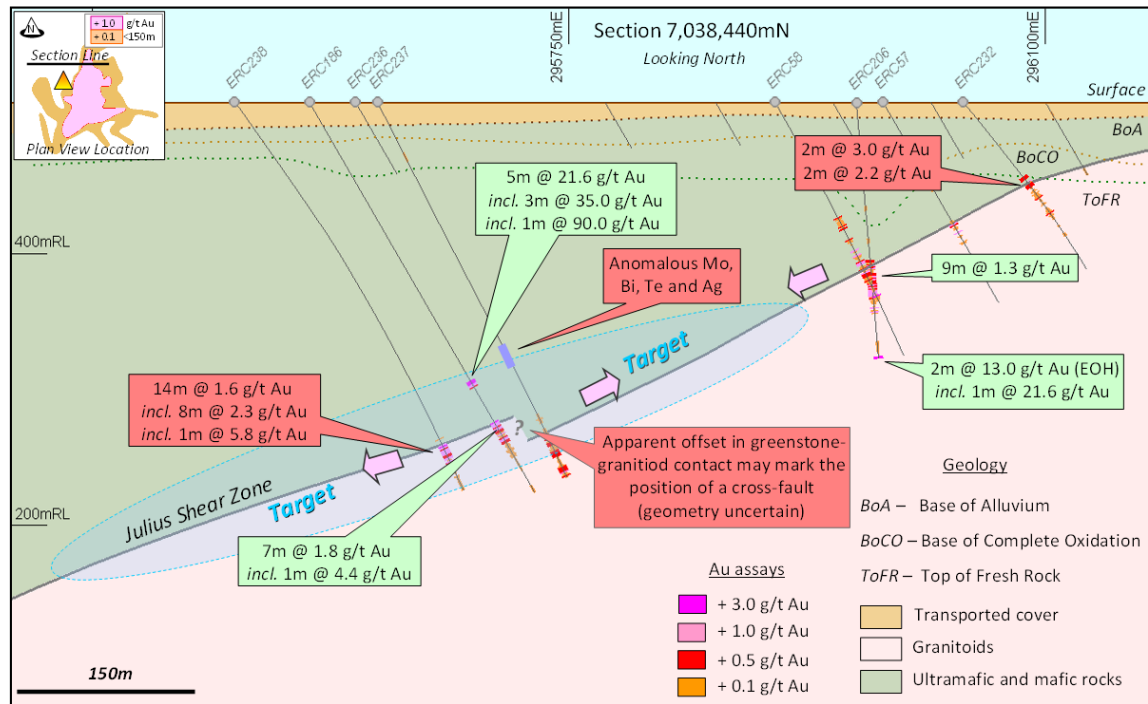 N
+ 1.0 g/t Au
+ 0.1 <150m
Section Line
Plan View Location
Section 7,038,440mN
Looking North
295750mE
296100mE
ERC238
ERC186
ERC236
ERC237
ERC58
ERC206
ERC57
ERC232
Surface
BoA
BoCO
ToFR
2m @ 3.0 g/t Au
2m @ 2.2 g/t Au
5m @ 21.6 g/t Au
incl. 3m @ 35.0 g/t Au
incl. 1m @ 90.0 g/t Au
400mRL
Anomalous Mo,
Bi, Te and Ag
9m @ 1.3 g/t Au
Target
2m @ 13.0 g/t Au (EOH)
incl. 1m @ 21.6 g/t Au
14m @ 1.6 g/t Au
incl. 8m @ 2.3 g/t Au
incl. 1m @ 5.8 g/t Au
?
Apparent offset in greenstone-
granitiod contact may mark the
position of a cross-fault
(geometry uncertain)
Julius Shear Zone
Target
200mRL
7m @ 1.8 g/t Au
incl. 1m @ 4.4 g/t Au
150m
Au assays
+ 3.0 g/t Au
+ 1.0 g/t Au
+ 0.5 g/t Au
+ 0.1 g/t Au
Geology
BoA – Base of Alluvium
BoCO – Base of Complete Oxidation
ToFR – Top of Fresh Rock
Transported cover
Granitoids
Ultramafic and mafic rocks